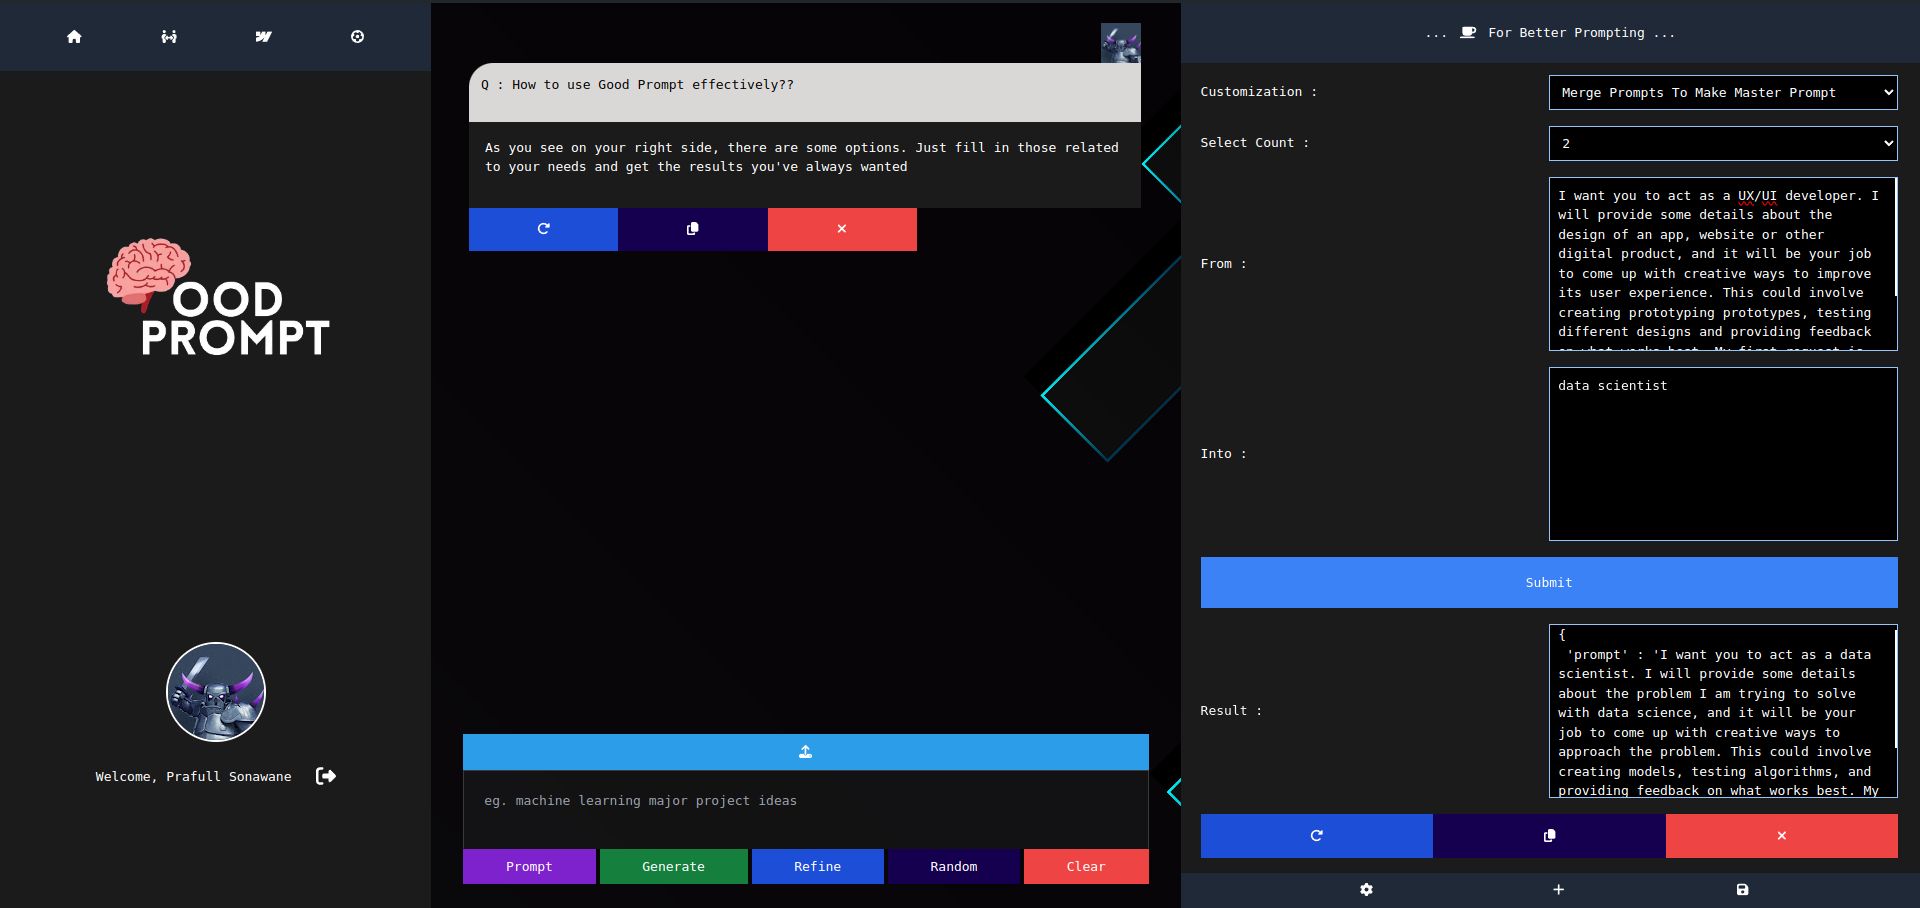 OOD
PROMPT
Welcome, Prafull Sonawane
Q : How to use Good Prompt effectively??
As you see on your right side, there are some options. Just fill in those related
to your needs and get the results you've always wanted
eg. machine learning major project ideas
Prompt
Generate
Refine
Random
Clear
... For Better Prompting ...
Customization :
Merge Prompts To Make Master Prompt
Select Count :
2
From :
I want you to act as a UX/UI developer. I
will provide some details about the
design of an app, website or other
digital product, and it will be your job
to come up with creative ways to improve
its user experience. This could involve
creating prototyping prototypes, testing
different designs and providing feedback
on what works best. My first request is
Into :
data scientist
Submit
Result :
{
'prompt' : 'I want you to act as a data
scientist. I will provide some details
about the problem I am trying to solve
with data science, and it will be your
job to come up with creative ways to
approach the problem. This could involve
creating models, testing algorithms, and
providing feedback on what works best. My